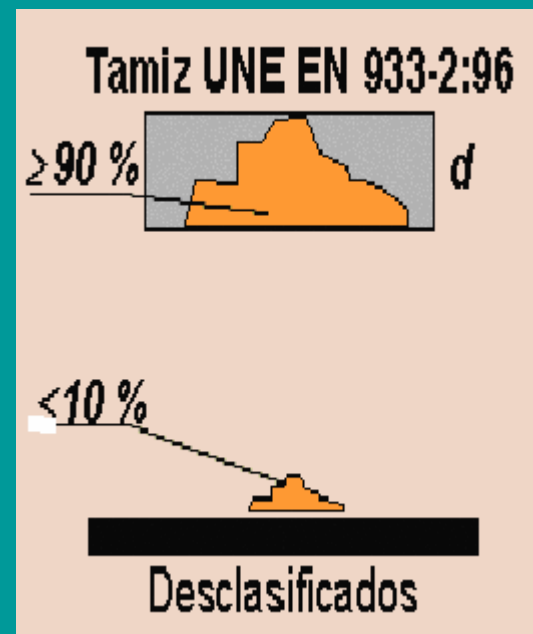 Tamiz UNE EN 933-2:96
≥90 %
d
<10 %
Desclasificados